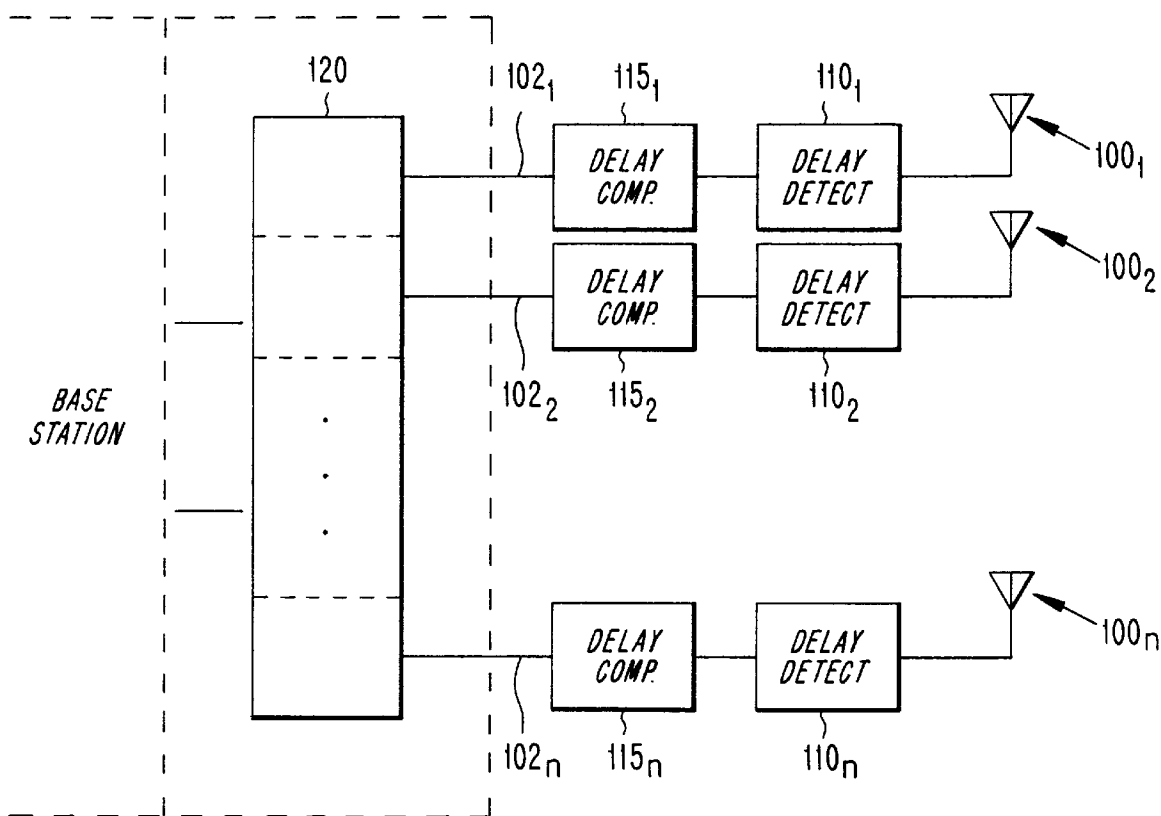 120
102₁
115₁
110₁
DELAY
COMP.
DELAY
DETECT
100₁
DELAY
COMP.
DELAY
DETECT
100₂
102₂
115₂
110₂
BASE
STATION
DELAY
COMP.
DELAY
DETECT
100ₙ
102ₙ
115ₙ
110ₙ